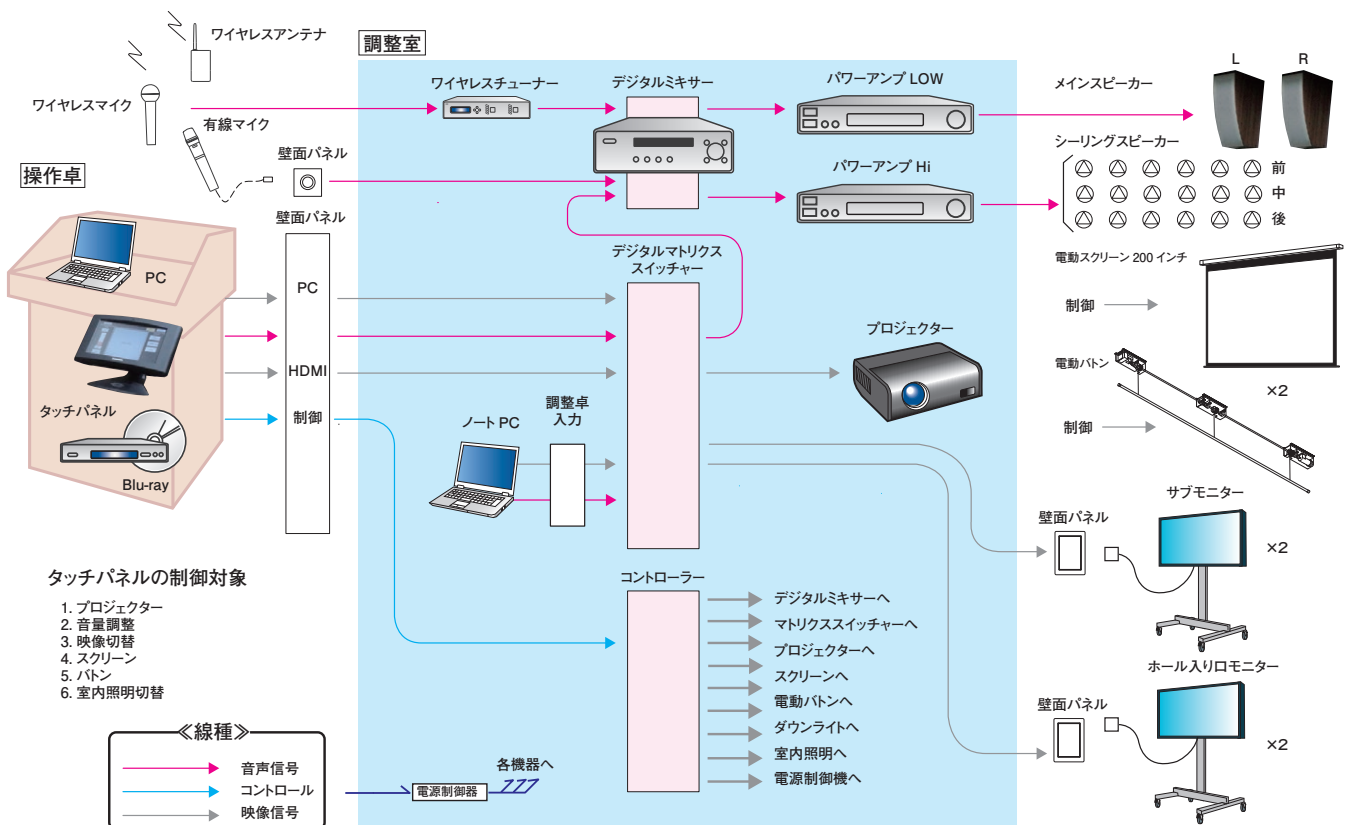 ワイヤレスアンテナ
ワイヤレスマイク
有線マイク
壁面パネル
操作卓
壁面パネル
PC
PC
HDMI
タッチパネル
制御
Blu-ray
調整室
ワイヤレスチューナー
デジタルミキサー
パワーアンプ LOW
パワーアンプ Hi
デジタルマトリクス
スイッチャー
プロジェクター
ノート PC
調整卓
入力
コントローラー
デジタルミキサーへ
マトリクススイッチャーへ
プロジェクターへ
スクリーンへ
電動バトンへ
ダウンライトへ
室内照明へ
電源制御機へ
各機器へ
電源制御器
L
R
メインスピーカー
シーリングスピーカー
前
中
後
電動スクリーン 200 インチ
制御
×2
電動バトン
制御
サブモニター
壁面パネル
×2
ホール入り口モニター
壁面パネル
×2
タッチパネルの制御対象
1. プロジェクター
2. 音量調整
3. 映像切替
4. スクリーン
5. バトン
6. 室内照明切替
≪線種≫
音声信号
コントロール
映像信号